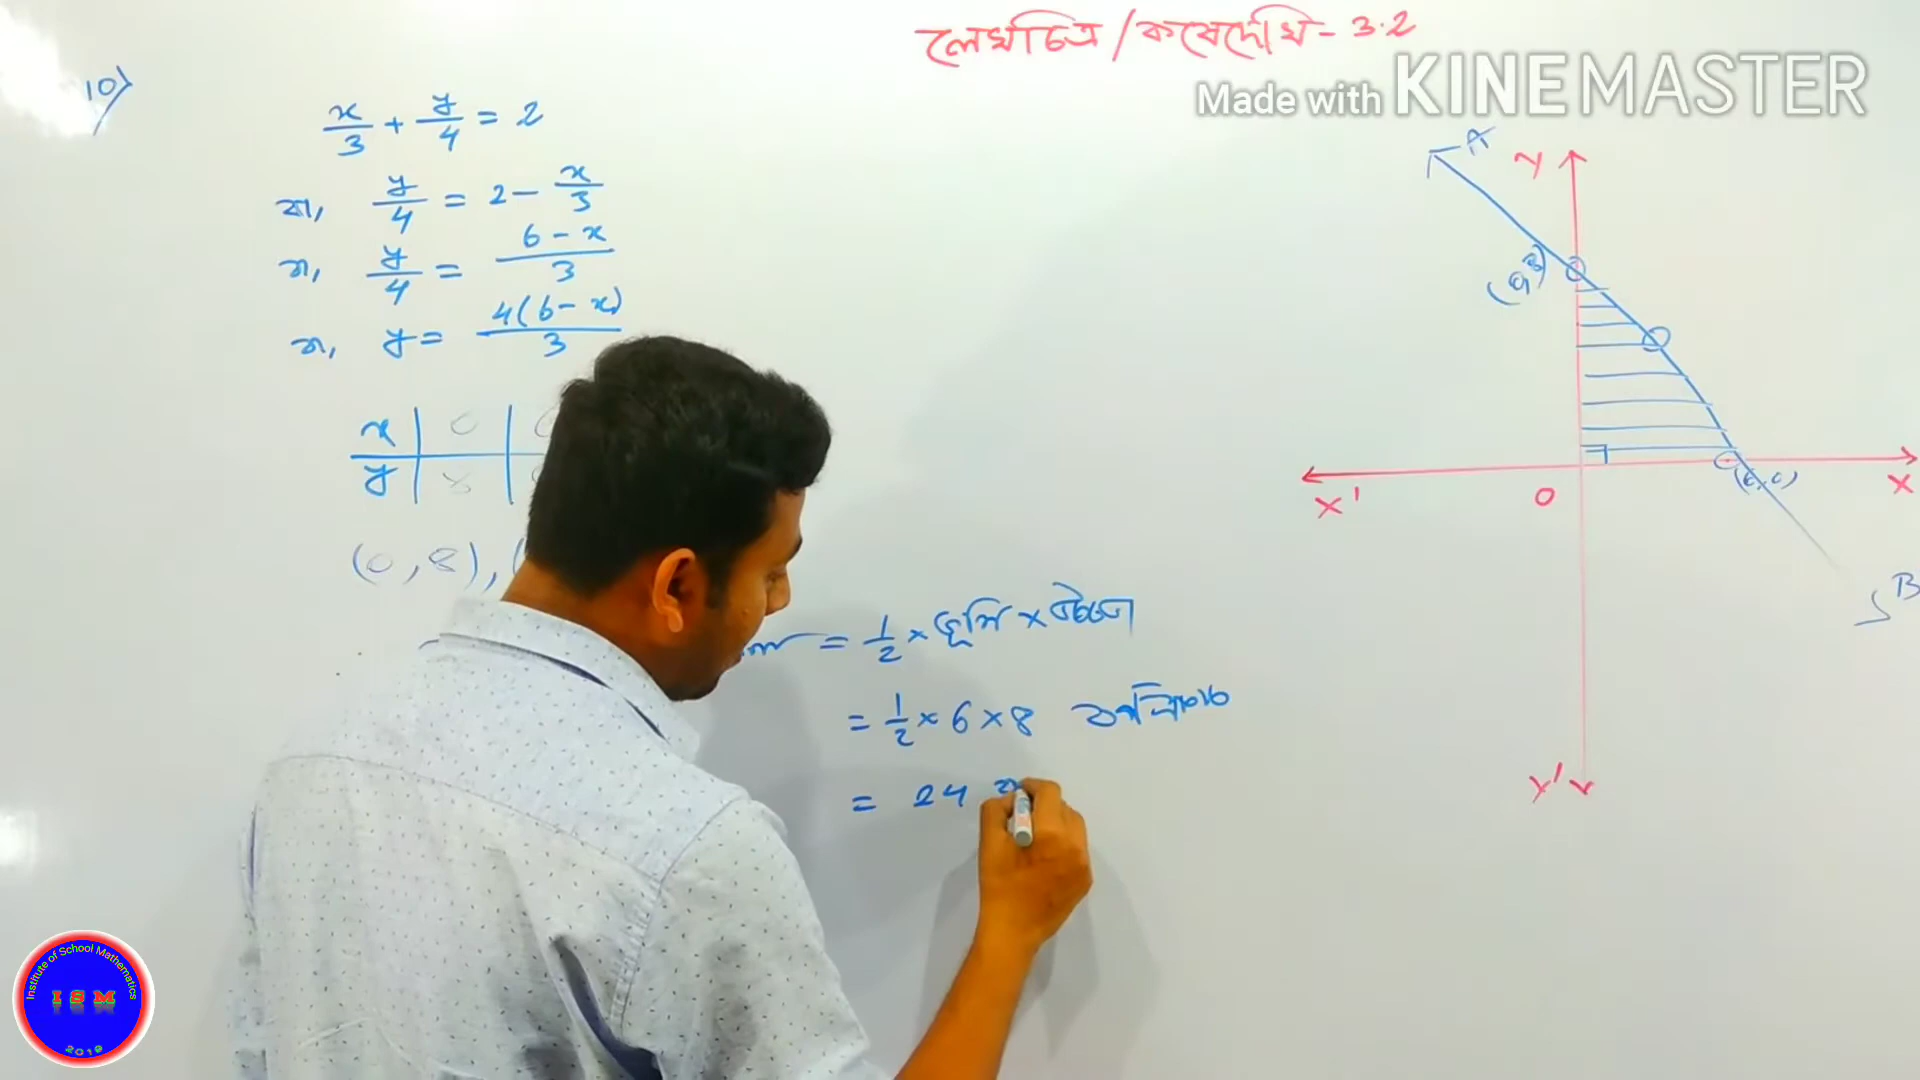 লেখচিত্র / কষে দেখি - 3.2
Made with KINEMASTER
10)
x/3 + y/4 = 2
বা, y/4 = 2 - x/3
বা, y/4 = (6 - x)/3
বা, y = 4(6 - x)/3
x 0
y 8
(0, 8), (
= 1/2 × ভূমি × উচ্চতা
= 1/2 × 6 × 8 বর্গএকক
= 24
A
Y
X'
O
X
B
Y'
Institute of School Mathematics
ISM
2019